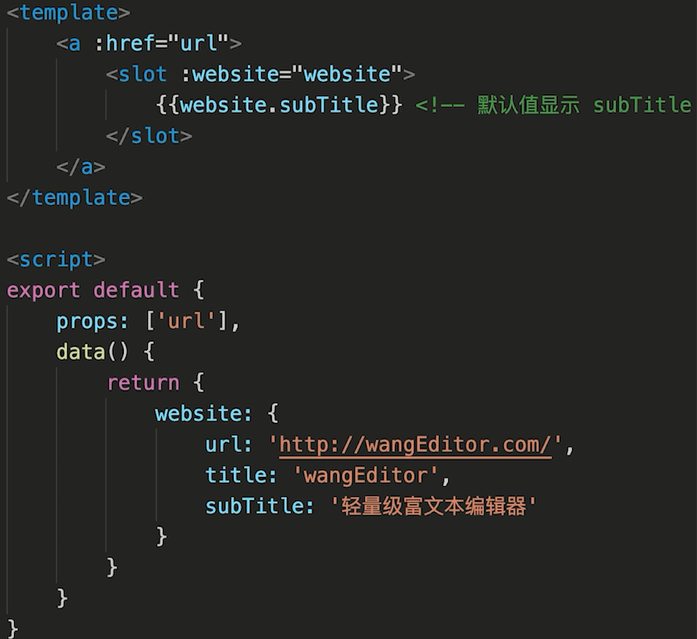 <template>
<a :href="url">
<slot :website="website">
{{website.subTitle}} <!-- 默认值显示 subTitle
</slot>
</a>
</template>
<script>
export default {
props: ['url'],
data() {
return {
website: {
url: 'http://wangEditor.com/',
title: 'wangEditor',
subTitle: '轻量级富文本编辑器'
}
}
}
}